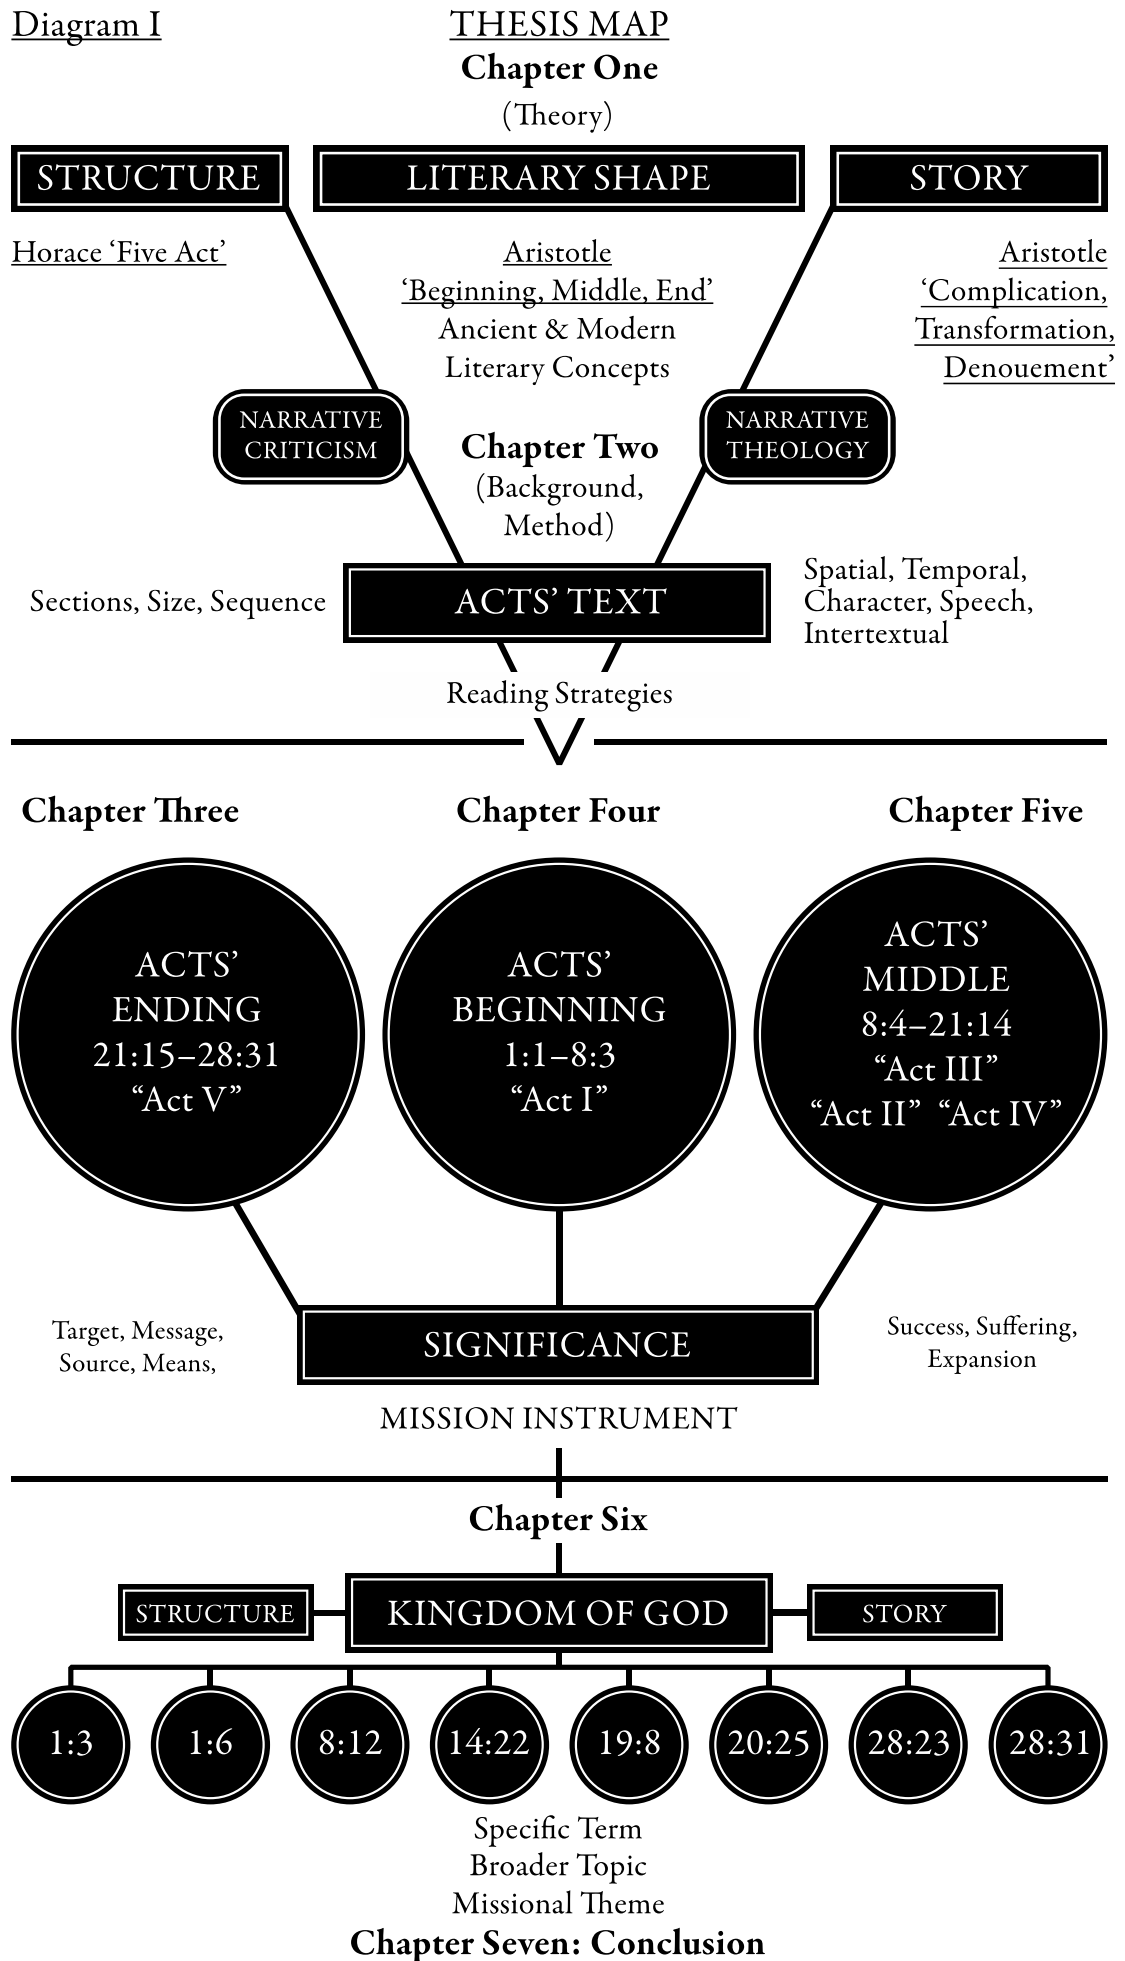 Diagram I
THESIS MAP
Chapter One
(Theory)
STRUCTURE
LITERARY SHAPE
STORY
Horace ‘Five Act’
Aristotle
‘Beginning, Middle, End’
Ancient & Modern
Literary Concepts
Aristotle
‘Complication,
Transformation,
Denouement’
NARRATIVE
CRITICISM
NARRATIVE
THEOLOGY
Chapter Two
(Background,
Method)
Sections, Size, Sequence
ACTS’ TEXT
Spatial, Temporal,
Character, Speech,
Intertextual
Reading Strategies
Chapter Three
Chapter Four
Chapter Five
ACTS’
ENDING
21:15–28:31
“Act V”
ACTS’
BEGINNING
1:1–8:3
“Act I”
ACTS’
MIDDLE
8:4–21:14
“Act III”
“Act II” “Act IV”
Target, Message,
Source, Means,
SIGNIFICANCE
Success, Suffering,
Expansion
MISSION INSTRUMENT
Chapter Six
STRUCTURE
KINGDOM OF GOD
STORY
1:3
1:6
8:12
14:22
19:8
20:25
28:23
28:31
Specific Term
Broader Topic
Missional Theme
Chapter Seven: Conclusion